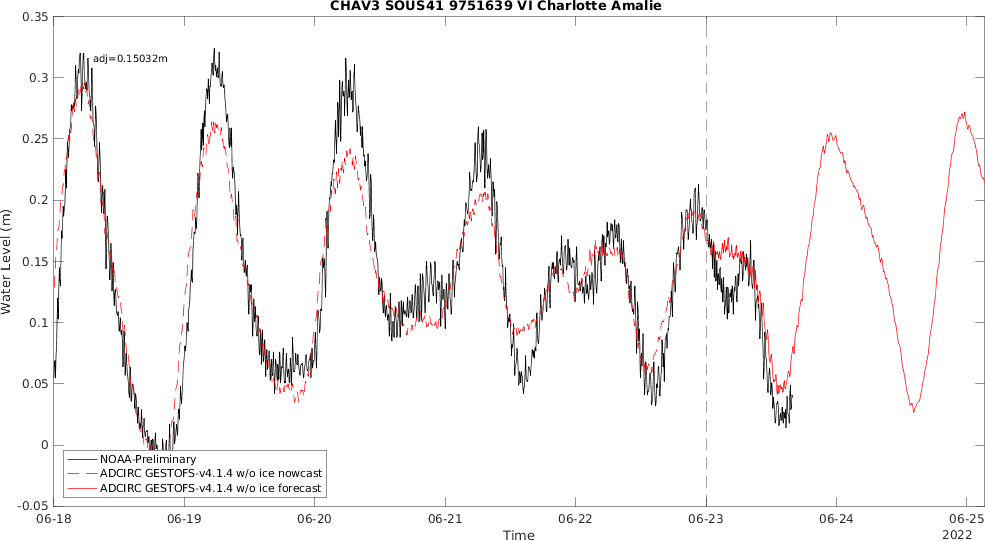 CHAV3 SOUS41 9751639 VI Charlotte Amalie
adj=0.15032m
0.35
0.3
0.25
0.2
0.15
0.1
0.05
0
-0.05
Water Level (m)
NOAA-Preliminary
ADCIRC GESTOFS-v4.1.4 w/o ice nowcast
ADCIRC GESTOFS-v4.1.4 w/o ice forecast
06-18 06-19 06-20 06-21 06-22 06-23 06-24 06-25
Time
2022